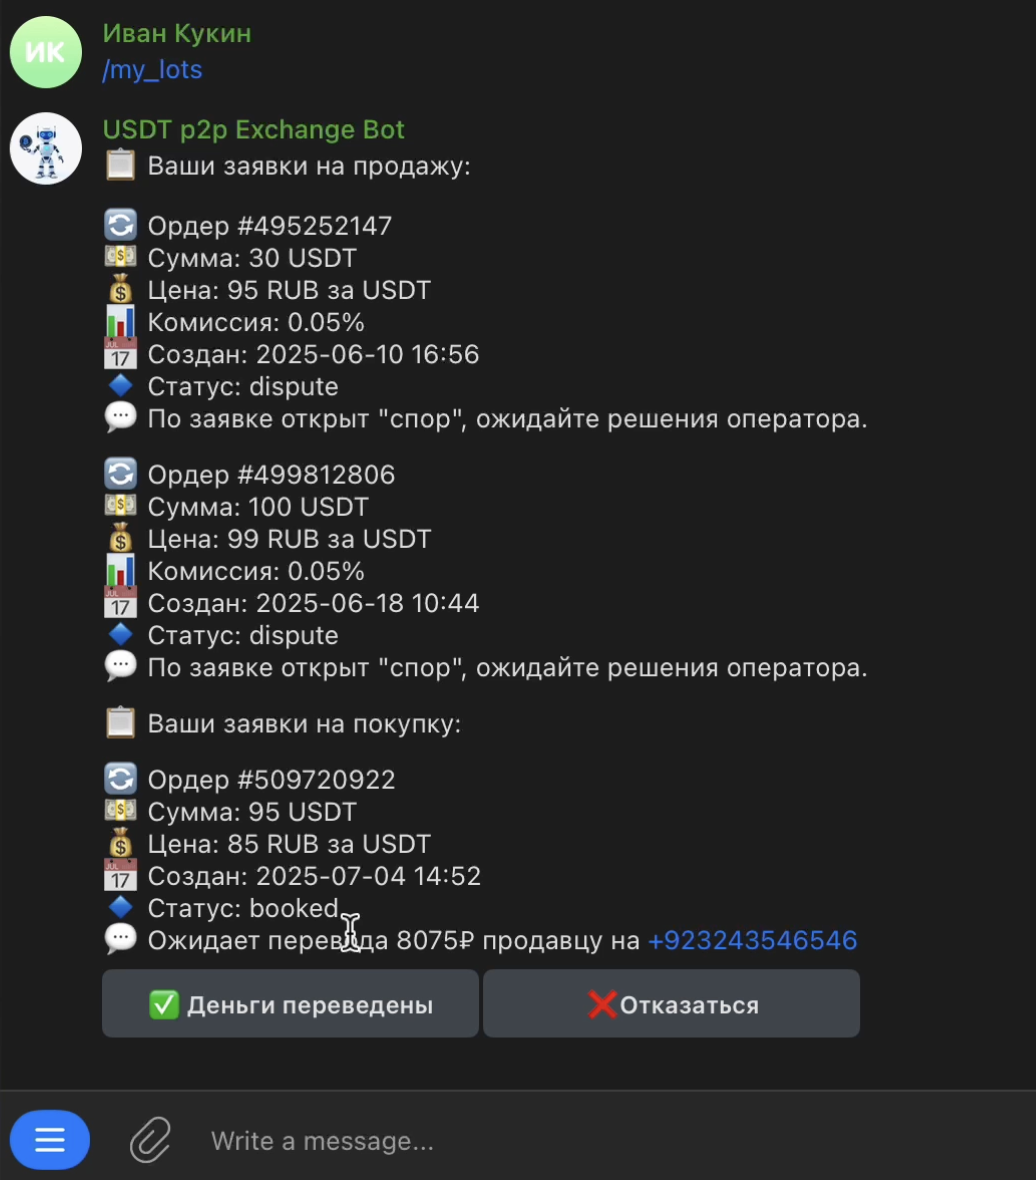 ИК
Иван Кукин
/my_lots
USDT p2p Exchange Bot
📋 Ваши заявки на продажу:
🔄 Ордер #495252147
💵 Сумма: 30 USDT
💰 Цена: 95 RUB за USDT
📊 Комиссия: 0.05%
📅 Создан: 2025-06-10 16:56
🔹 Статус: dispute
💬 По заявке открыт "спор", ожидайте решения оператора.
🔄 Ордер #499812806
💵 Сумма: 100 USDT
💰 Цена: 99 RUB за USDT
📊 Комиссия: 0.05%
📅 Создан: 2025-06-18 10:44
🔹 Статус: dispute
💬 По заявке открыт "спор", ожидайте решения оператора.
📋 Ваши заявки на покупку:
🔄 Ордер #509720922
💵 Сумма: 95 USDT
💰 Цена: 85 RUB за USDT
📅 Создан: 2025-07-04 14:52
🔹 Статус: booked
💬 Ожидает перевода 8075₽ продавцу на +923243546546
✅ Деньги переведены
❌Отказаться
Write a message...